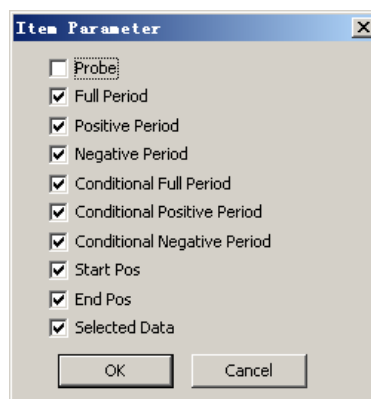 Item Parameter
Probe
Full Period
Positive Period
Negative Period
Conditional Full Period
Conditional Positive Period
Conditional Negative Period
Start Pos
End Pos
Selected Data
OK Cancel